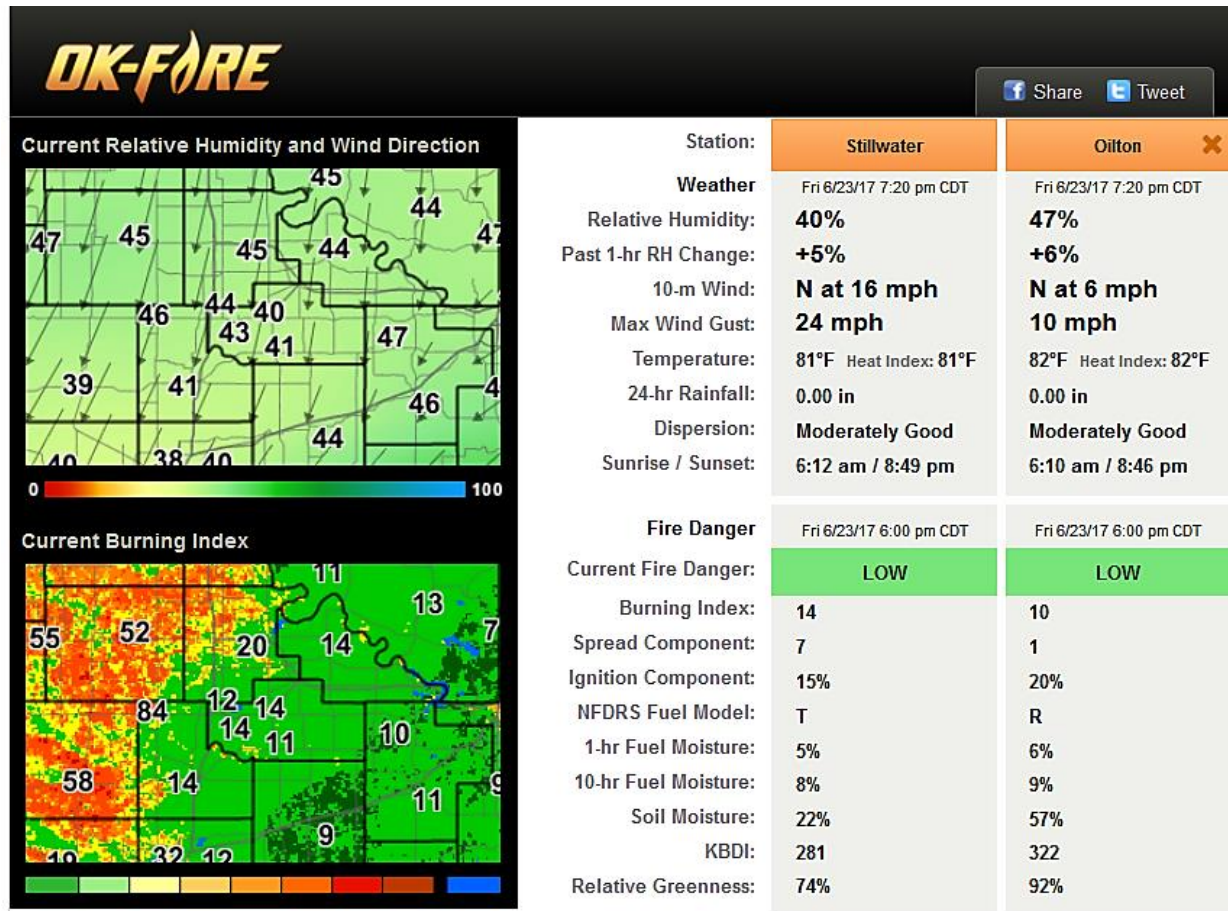 OK-FIRE
Share Tweet
Current Relative Humidity and Wind Direction
45
44
47 45 45 44 47
46 44 40
43 41 47
39 41 46 4
44
40 38 40
0 100
Current Burning Index
11
13
55 52 20 14 7
84 12 14
14 11 10
58 14 11 9
9
19 32 12
Station: Stillwater Oilton
Weather Fri 6/23/17 7:20 pm CDT Fri 6/23/17 7:20 pm CDT
Relative Humidity: 40% 47%
Past 1-hr RH Change: +5% +6%
10-m Wind: N at 16 mph N at 6 mph
Max Wind Gust: 24 mph 10 mph
Temperature: 81°F Heat Index: 81°F 82°F Heat Index: 82°F
24-hr Rainfall: 0.00 in 0.00 in
Dispersion: Moderately Good Moderately Good
Sunrise / Sunset: 6:12 am / 8:49 pm 6:10 am / 8:46 pm
Fire Danger Fri 6/23/17 6:00 pm CDT Fri 6/23/17 6:00 pm CDT
Current Fire Danger: LOW LOW
Burning Index: 14 10
Spread Component: 7 1
Ignition Component: 15% 20%
NFDRS Fuel Model: T R
1-hr Fuel Moisture: 5% 6%
10-hr Fuel Moisture: 8% 9%
Soil Moisture: 22% 57%
KBDI: 281 322
Relative Greenness: 74% 92%